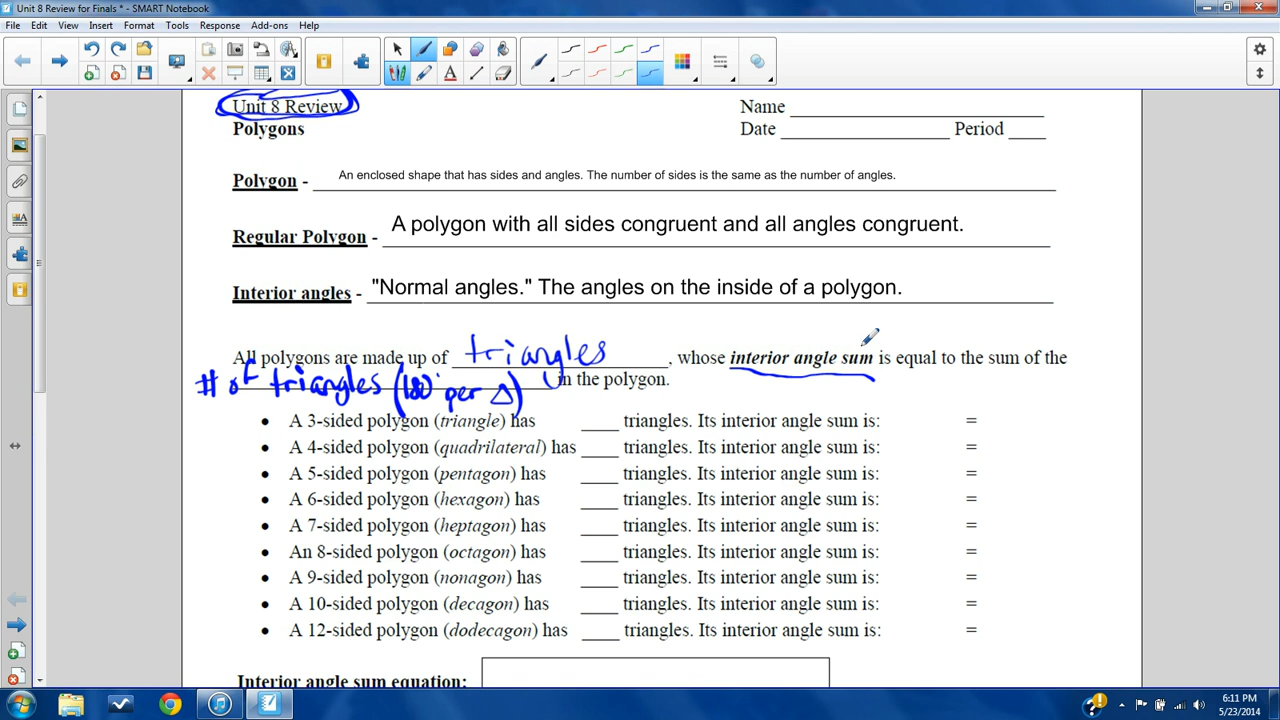 Unit 8 Review for Finals * - SMART Notebook
File Edit View Insert Format Tools Response Add-ons Help
Unit 8 Review
Name
Polygons
Date Period
Polygon - An enclosed shape that has sides and angles. The number of sides is the same as the number of angles.
Regular Polygon - A polygon with all sides congruent and all angles congruent.
Interior angles - "Normal angles." The angles on the inside of a polygon.
All polygons are made up of triangles, whose interior angle sum is equal to the sum of the
# of triangles (180° per △) in the polygon.
• A 3-sided polygon (triangle) has ____ triangles. Its interior angle sum is: =
• A 4-sided polygon (quadrilateral) has ____ triangles. Its interior angle sum is: =
• A 5-sided polygon (pentagon) has ____ triangles. Its interior angle sum is: =
• A 6-sided polygon (hexagon) has ____ triangles. Its interior angle sum is: =
• A 7-sided polygon (heptagon) has ____ triangles. Its interior angle sum is: =
• An 8-sided polygon (octagon) has ____ triangles. Its interior angle sum is: =
• A 9-sided polygon (nonagon) has ____ triangles. Its interior angle sum is: =
• A 10-sided polygon (decagon) has ____ triangles. Its interior angle sum is: =
• A 12-sided polygon (dodecagon) has ____ triangles. Its interior angle sum is: =
Interior angle sum equation:
6:11 PM
5/23/2014